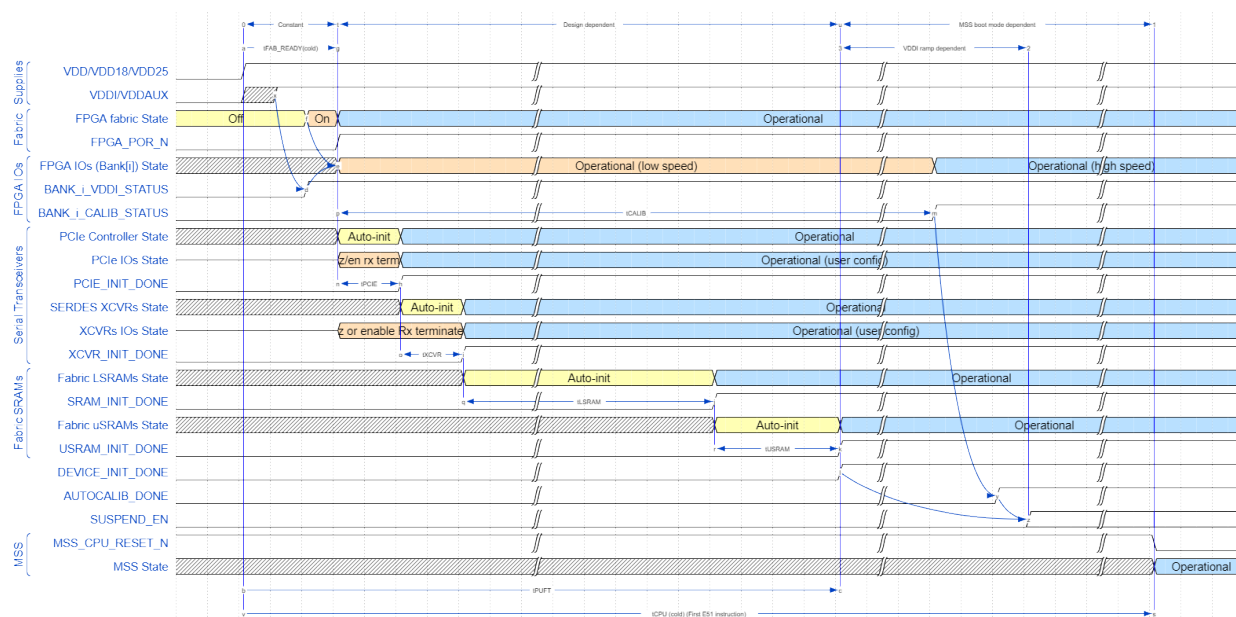 0 Constant t Design dependent u MSS boot mode dependent 1
a tFAB_READY(cold) g 3 VDDI ramp dependent 2
Supplies
VDD/VDD18/VDD25
VDDI/VDDAUX
Fabric
FPGA fabric State Off On Operational
FPGA_POR_N
FPGA IOs
FPGA IOs (Bank[i]) State Operational (low speed) Operational (high speed)
BANK_i_VDDI_STATUS
BANK_i_CALIB_STATUS tCALIB m
Serial Transceivers
PCIe Controller State Auto-init Operational
PCIe IOs State z/en rx term Operational (user config)
PCIE_INIT_DONE tPCIE
SERDES XCVRs State Auto-init Operational
XCVRs IOs State z or enable Rx terminate Operational (user config)
XCVR_INIT_DONE tXCVR
Fabric SRAMs
Fabric LSRAMs State Auto-init Operational
SRAM_INIT_DONE q tLSRAM
Fabric uSRAMs State Auto-init Operational
USRAM_INIT_DONE tUSRAM
DEVICE_INIT_DONE
AUTOCALIB_DONE
SUSPEND_EN
MSS
MSS_CPU_RESET_N
MSS State Operational
b tPUFT c
v tCPU (cold) (First E51 instruction)